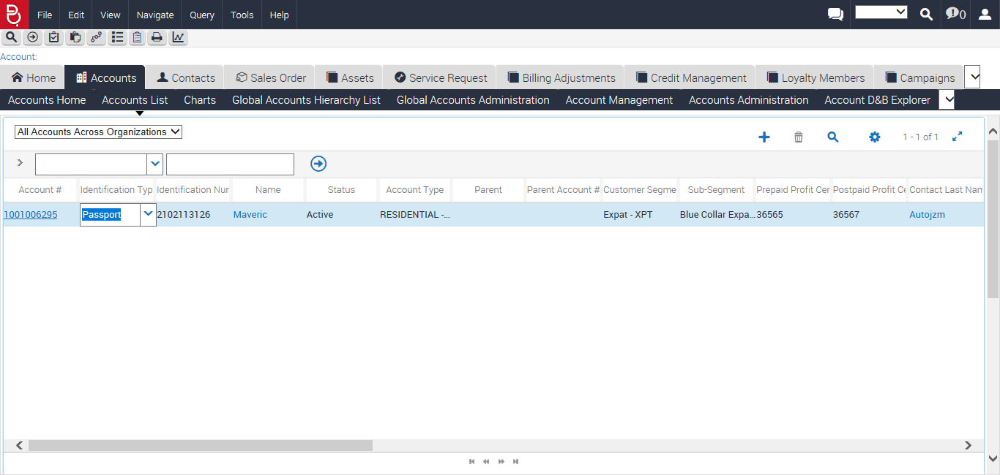 File Edit View Navigate Query Tools Help 0
Account:
Home Accounts Contacts Sales Order Assets Service Request Billing Adjustments Credit Management Loyalty Members Campaigns
Accounts Home Accounts List Charts Global Accounts Hierarchy List Global Accounts Administration Account Management Accounts Administration Account D&B Explorer
All Accounts Across Organizations 1 - 1 of 1
Account # Identification Typ Identification Nur Name Status Account Type Parent Parent Account # Customer Segme Sub-Segment Prepaid Profit Cer Postpaid Profit Ce Contact Last Nam
1001006295 Passport 2102113126 Maveric Active RESIDENTIAL -... Expat - XPT Blue Collar Expa... 36565 36567 Autojzm